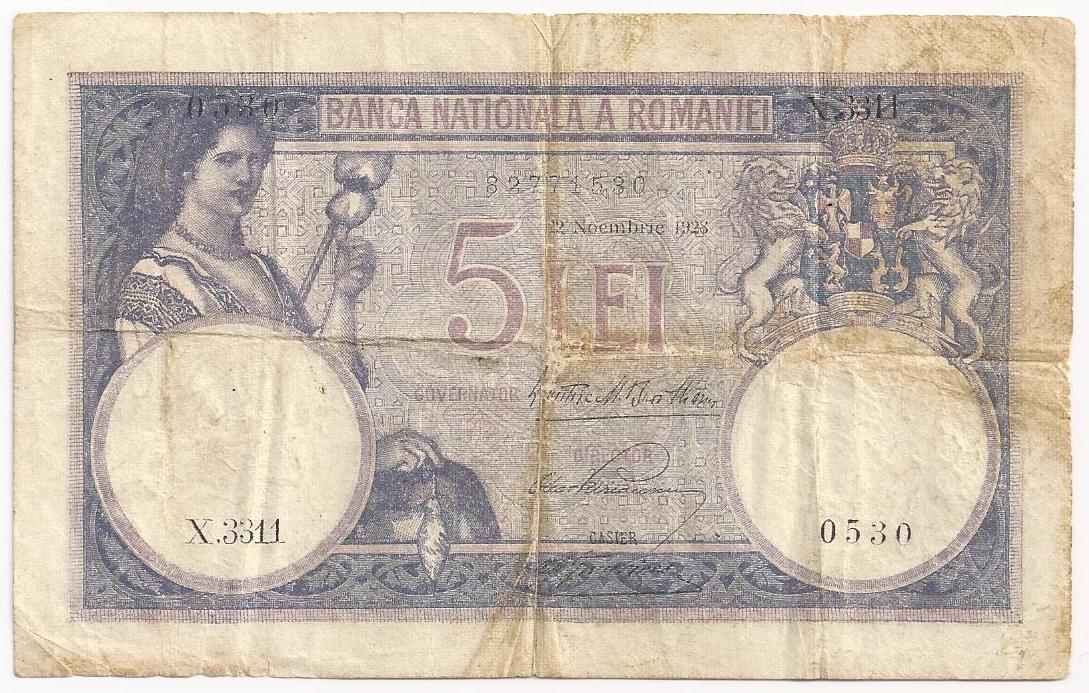 0530 BANCA NATIONALA A ROMANIEI X.3311
82771530
22 Noembrie 1928
5 LEI
GUVERNATOR
DIRECTOR
CASIER
X.3311 0530